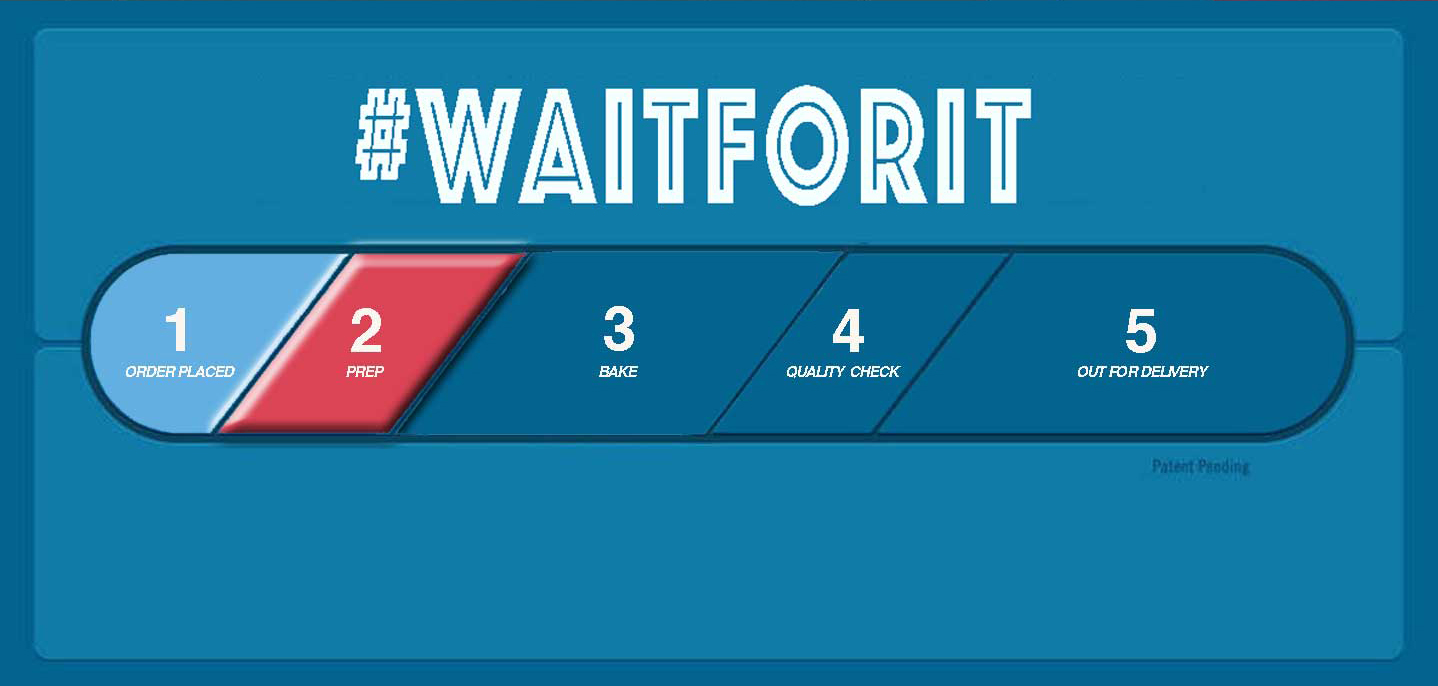 #WAITFORIT
1 2 3 4 5
ORDER PLACED PREP BAKE QUALITY CHECK OUT FOR DELIVERY
Patent Pending